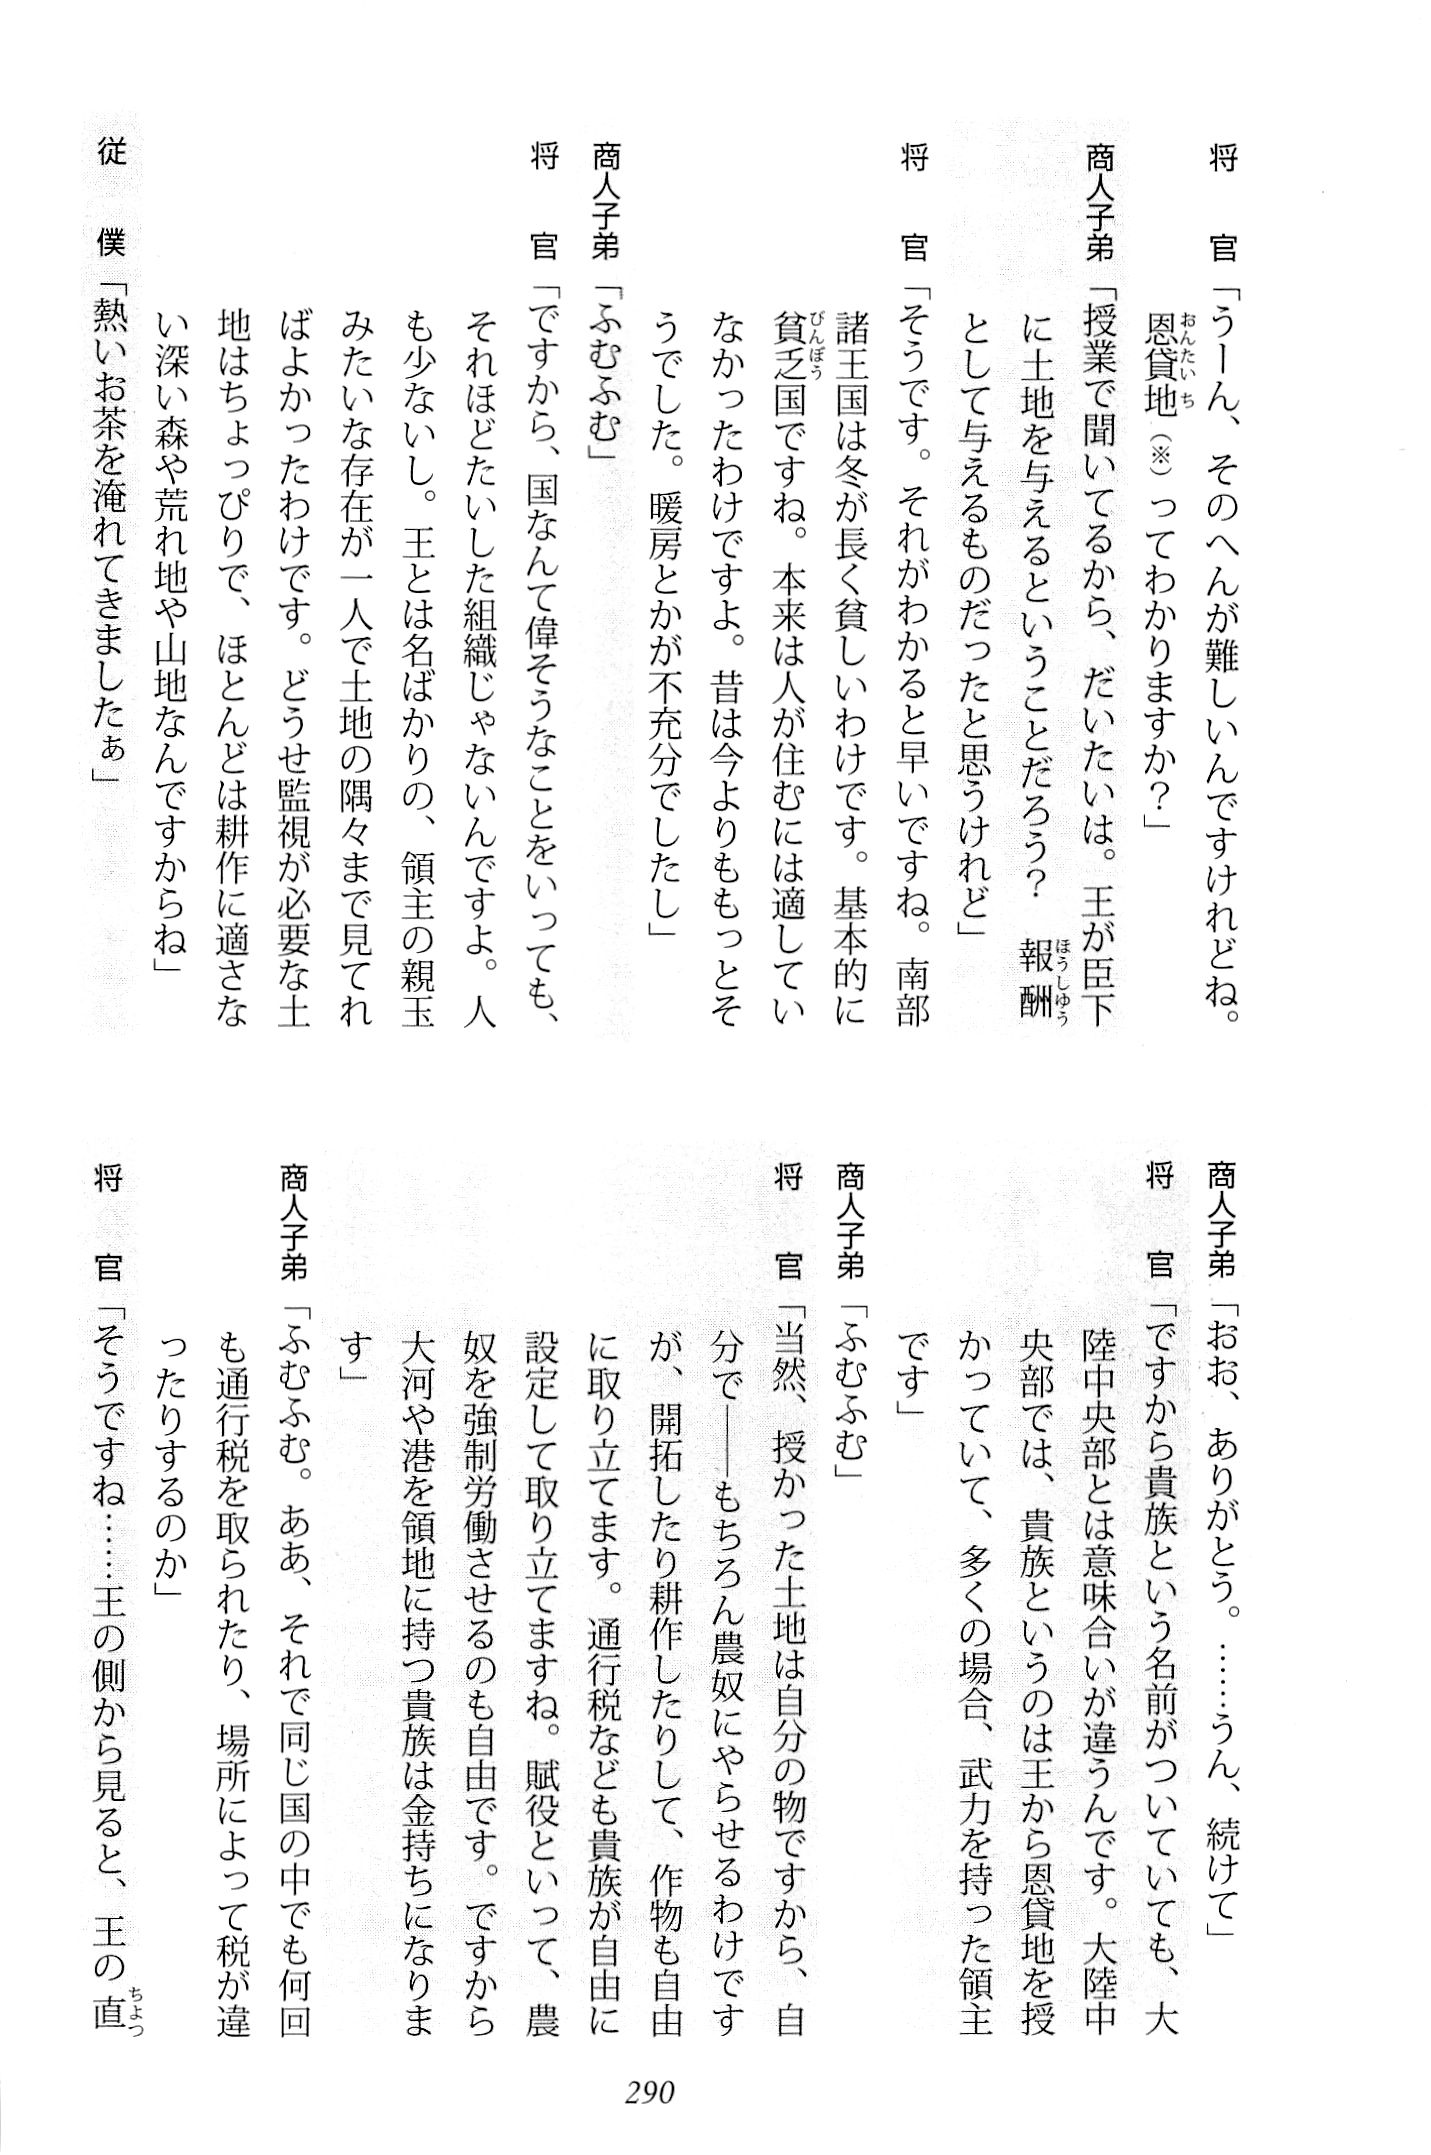 将　官「うーん、そのへんが難しいんですけれどね。
恩貸地（※）ってわかりますか？」
商人子弟「授業で聞いてるから、だいたいは。王が臣下
に土地を与えるということだろう？　報酬
として与えるものだったと思うけれど」
将　官「そうです。それがわかると早いですね。南部
諸王国は冬が長く貧しいわけです。基本的に
貧乏国ですね。本来は人が住むには適してい
なかったわけですよ。昔は今よりももっとそ
うでした。暖房とかが不充分でしたし」
商人子弟「ふむふむ」
将　官「ですから、国なんて偉そうなことをいっても、
それほどたいした組織じゃないんですよ。人
も少ないし。王とは名ばかりの、領主の親玉
みたいな存在が一人で土地の隅々まで見てれ
ばよかったわけです。どうせ監視が必要な土
地はちょっぴりで、ほとんどは耕作に適さな
い深い森や荒れ地や山地なんですからね」
従　僕「熱いお茶を淹れてきましたぁ」
商人子弟「おお、ありがとう。……うん、続けて」
将　官「ですから貴族という名前がついていても、大
陸中央部とは意味合いが違うんです。大陸中
央部では、貴族というのは王から恩貸地を授
かっていて、多くの場合、武力を持った領主
です」
商人子弟「ふむふむ」
将　官「当然、授かった土地は自分の物ですから、自
分で――もちろん農奴にやらせるわけです
が、開拓したり耕作したりして、作物も自由
に取り立てます。通行税なども貴族が自由に
設定して取り立てますね。賦役といって、農
奴を強制労働させるのも自由です。ですから
大河や港を領地に持つ貴族は金持ちになりま
す」
商人子弟「ふむふむ。ああ、それで同じ国の中でも何回
も通行税を取られたり、場所によって税が違
ったりするのか」
将　官「そうですね……王の側から見ると、王の直
290